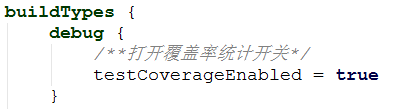 buildTypes {
    debug {
        /**打开覆盖率统计开关*/
        testCoverageEnabled = true
    }